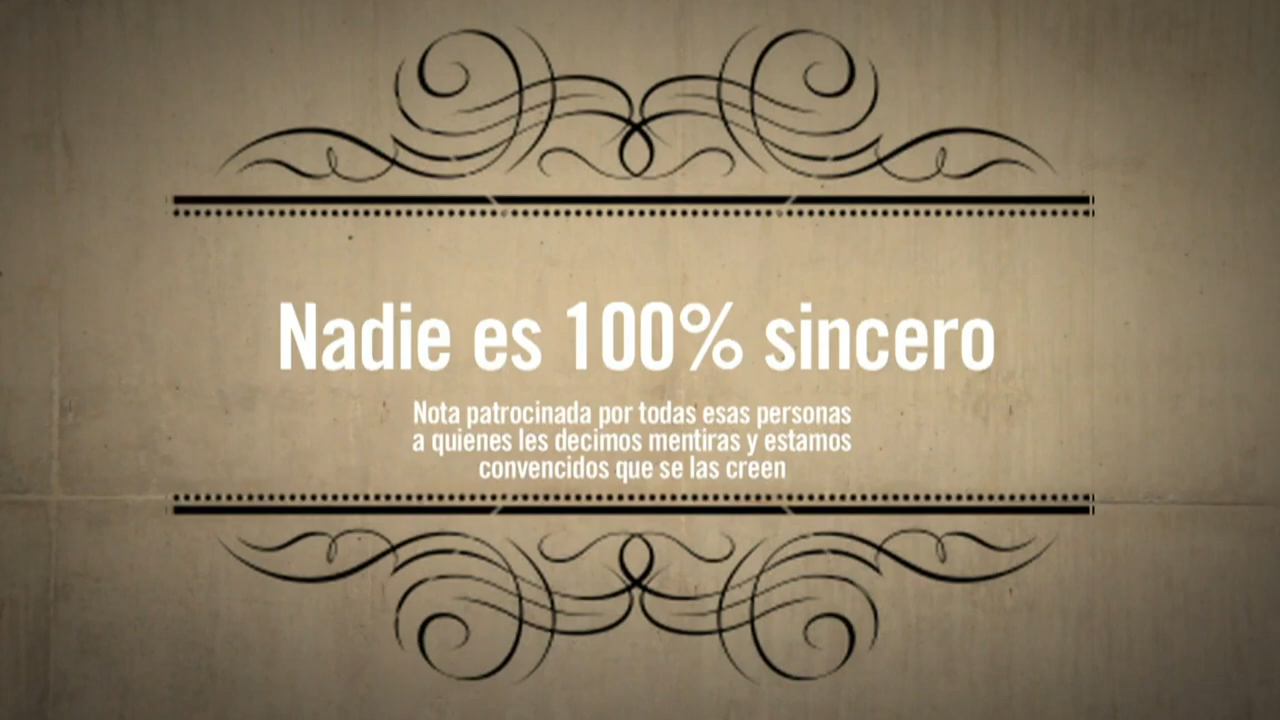 Nadie es 100% sincero
Nota patrocinada por todas esas personas
a quienes les decimos mentiras y estamos
convencidos que se las creen